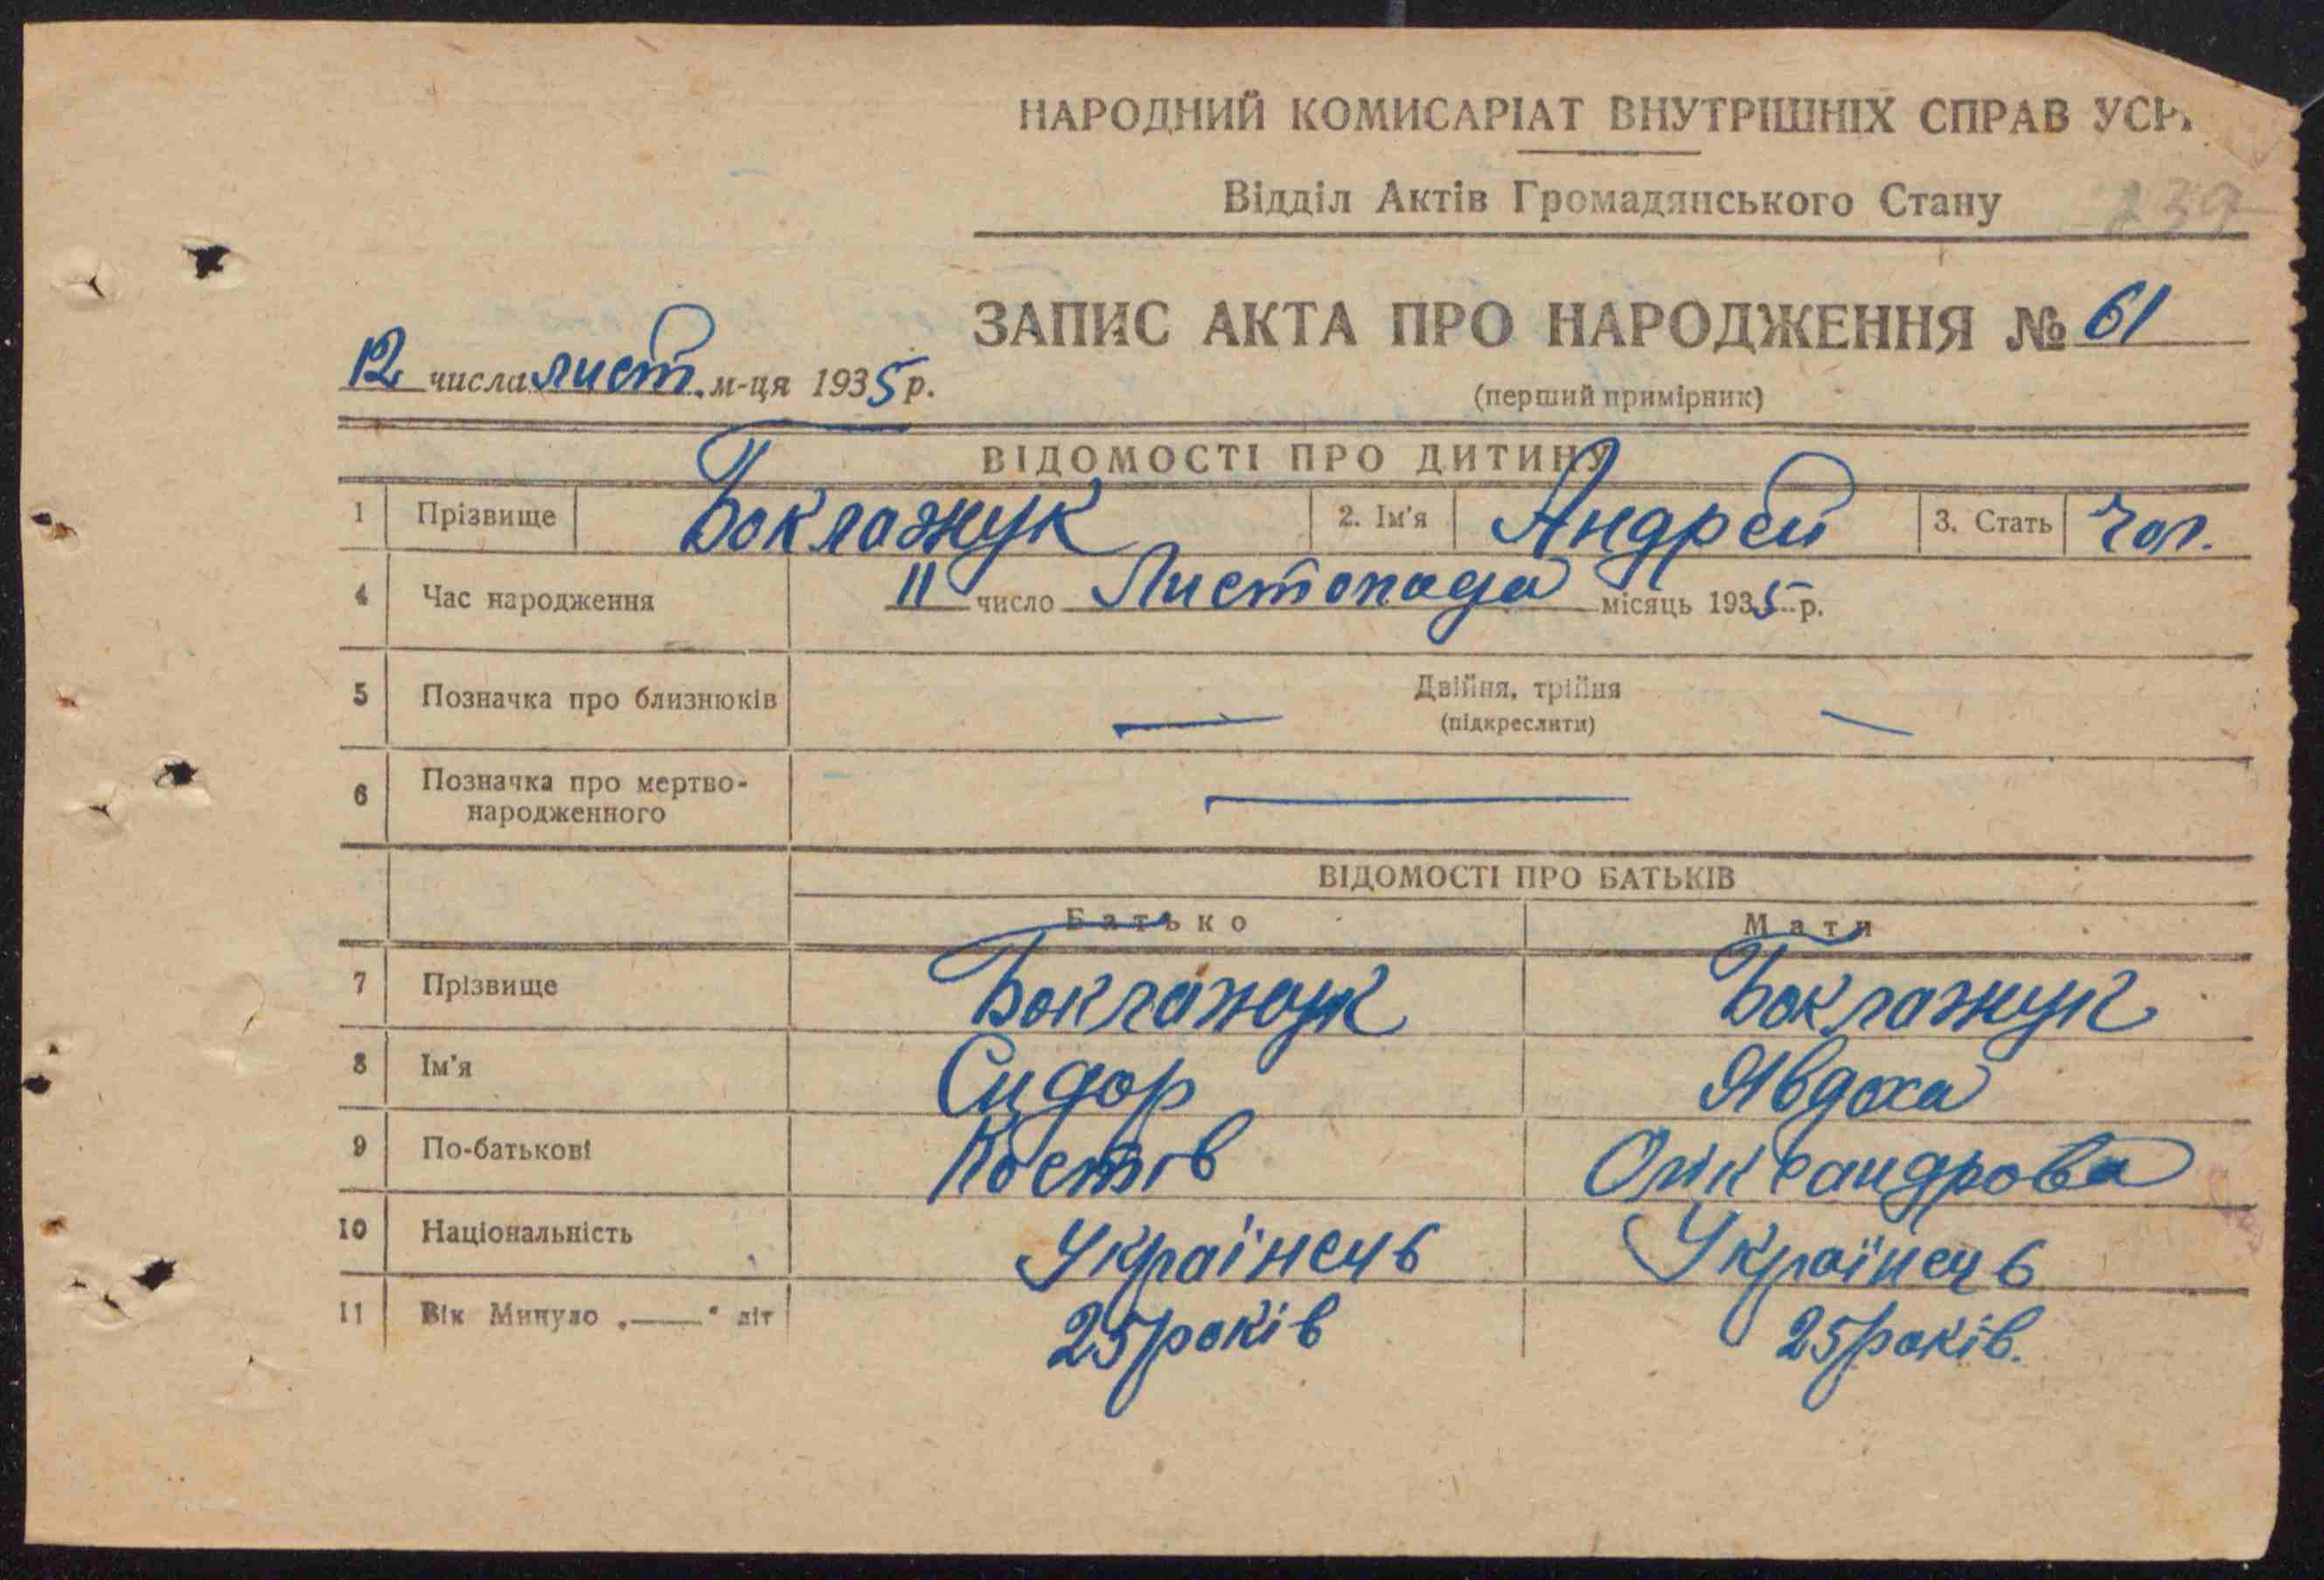 НАРОДНИЙ КОМИСАРІАТ ВНУТРІШНІХ СПРАВ УСР
Відділ Актів Громадянського Стану
ЗАПИС АКТА ПРО НАРОДЖЕННЯ № 61
12 числа лист. м-ця 1935 р.
(перший примірник)
ВІДОМОСТІ ПРО ДИТИНУ
1 Прізвище Боклажук 2. Ім'я Андрей 3. Стать Чол.
4 Час народження 11 число Листопада місяць 1935 р.
5 Позначка про близнюків Двійня, трійня
(підкреслити)
6 Позначка про мертво-
народженного
ВІДОМОСТІ ПРО БАТЬКІВ
Батько Мати
7 Прізвище Боклажук Боклажук
8 Ім'я Сидор Явдоха
9 По-батькові Костів Олександрова
10 Національність Українець Українець
11 Вік Минуло „——“ літ 25 років 25 років.